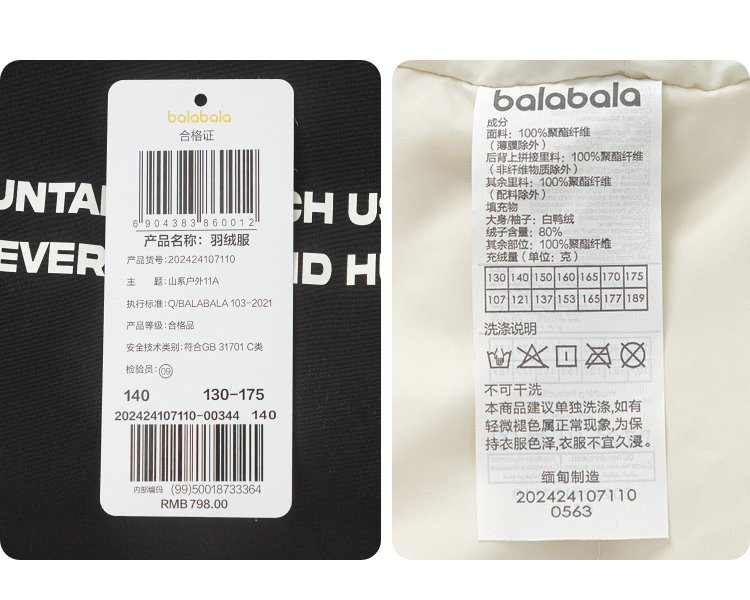 UNTA
CH US
EVER
ND HU
balabala
合格证
6 904383 860012
产品名称: 羽绒服
产品货号: 202424107110
主 题: 山系户外11A
执行标准: Q/BALABALA 103-2021
产品等级: 合格品
安全技术类别: 符合GB 31701 C类
检验员: 09
140 130-175
202424107110-00344 140
内部编码 (99)50018733364
RMB 798.00
balabala
成分
面料: 100%聚酯纤维
(薄膜除外)
后背上拼接里料: 100%聚酯纤维
(非纤维物质除外)
其余里料: 100%聚酯纤维
(配料除外)
填充物
大身/袖子: 白鸭绒
绒子含量: 80%
其余部位: 100%聚酯纤维
充绒量 (单位: 克)
130 140 150 160 165 170 175
107 121 137 153 165 177 189
洗涤说明
不可干洗
本商品建议单独洗涤,如有
轻微褪色属正常现象,为保
持衣服色泽,衣服不宜久漫。
缅甸制造
202424107110
0563